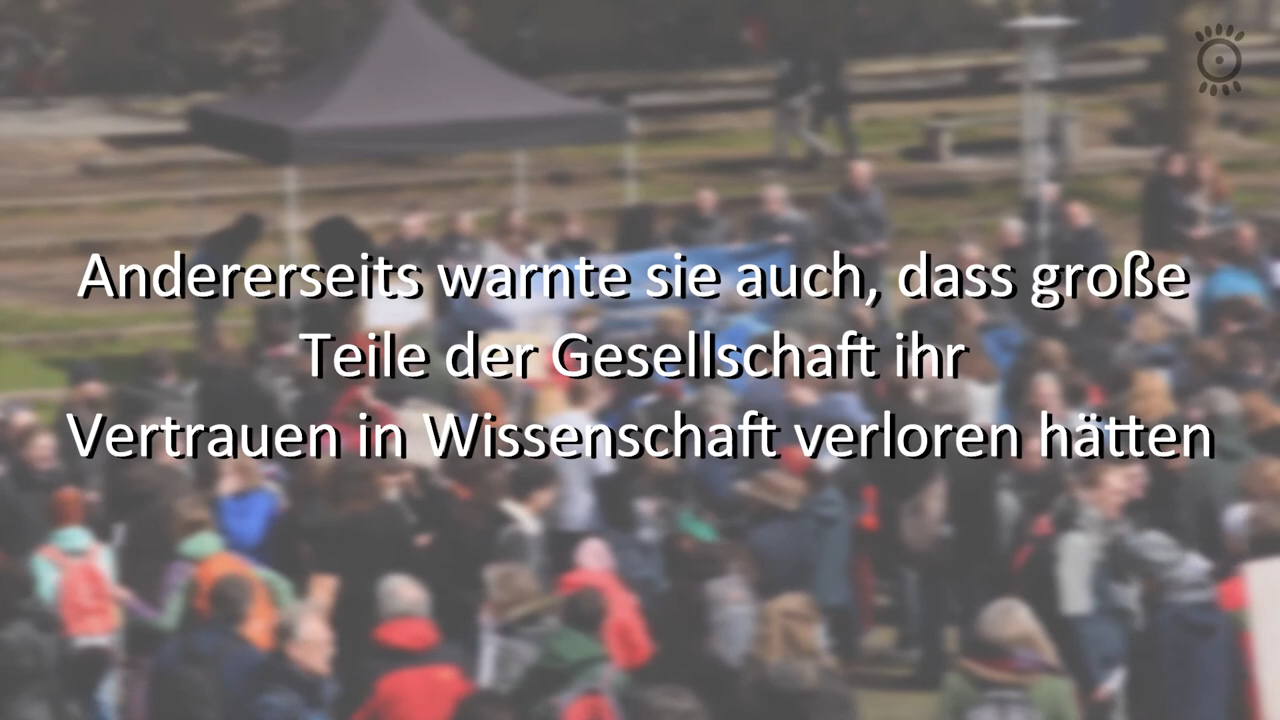 Andererseits warnte sie auch, dass große
Teile der Gesellschaft ihr
Vertrauen in Wissenschaft verloren hätten